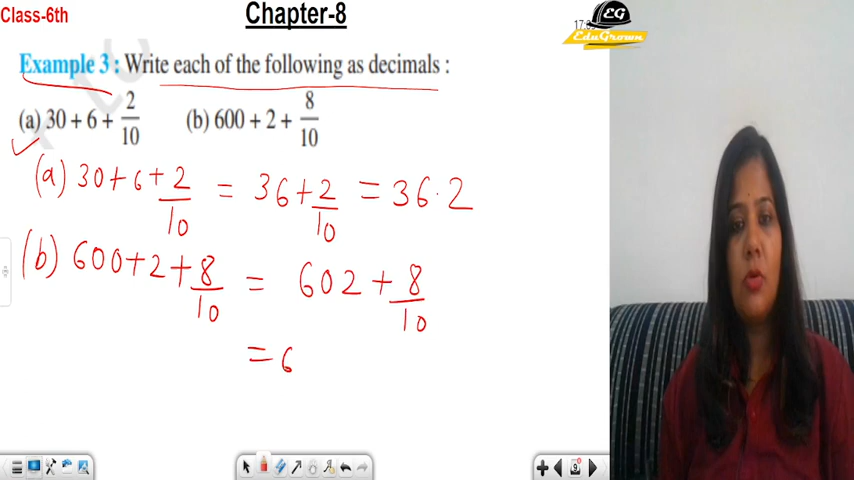 Class-6th
Chapter-8
EG
EduGrown
Example 3 : Write each of the following as decimals :
(a) 30 + 6 + 2/10 (b) 600 + 2 + 8/10
(a) 30 + 6 + 2/10 = 36 + 2/10 = 36.2
(b) 600 + 2 + 8/10 = 602 + 8/10
= 6
9